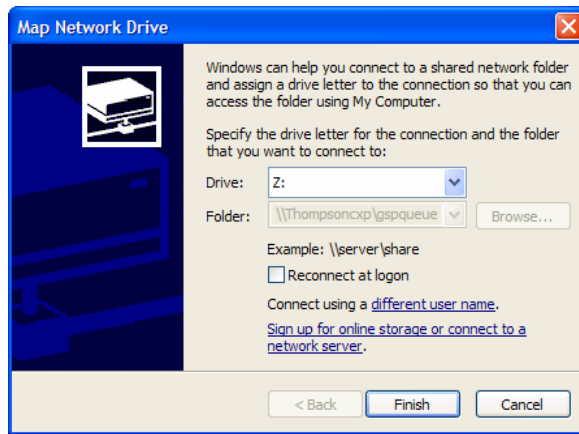 Map Network Drive
Windows can help you connect to a shared network folder
and assign a drive letter to the connection so that you can
access the folder using My Computer.
Specify the drive letter for the connection and the folder
that you want to connect to:
Drive: Z:
Folder: \\Thompsoncxp\gspqueue Browse...
Example: \\server\share
Reconnect at logon
Connect using a different user name.
Sign up for online storage or connect to a
network server.
< Back Finish Cancel